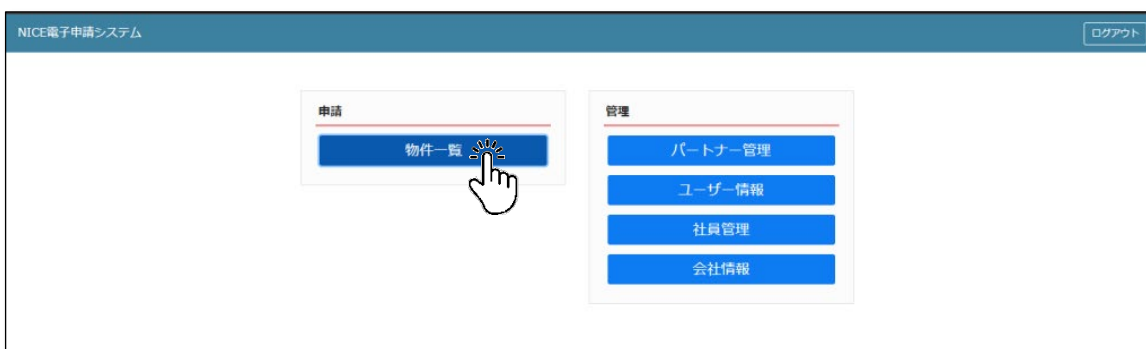 NICE電子申請システム
ログアウト
申請
物件一覧
管理
パートナー管理
ユーザー情報
社員管理
会社情報